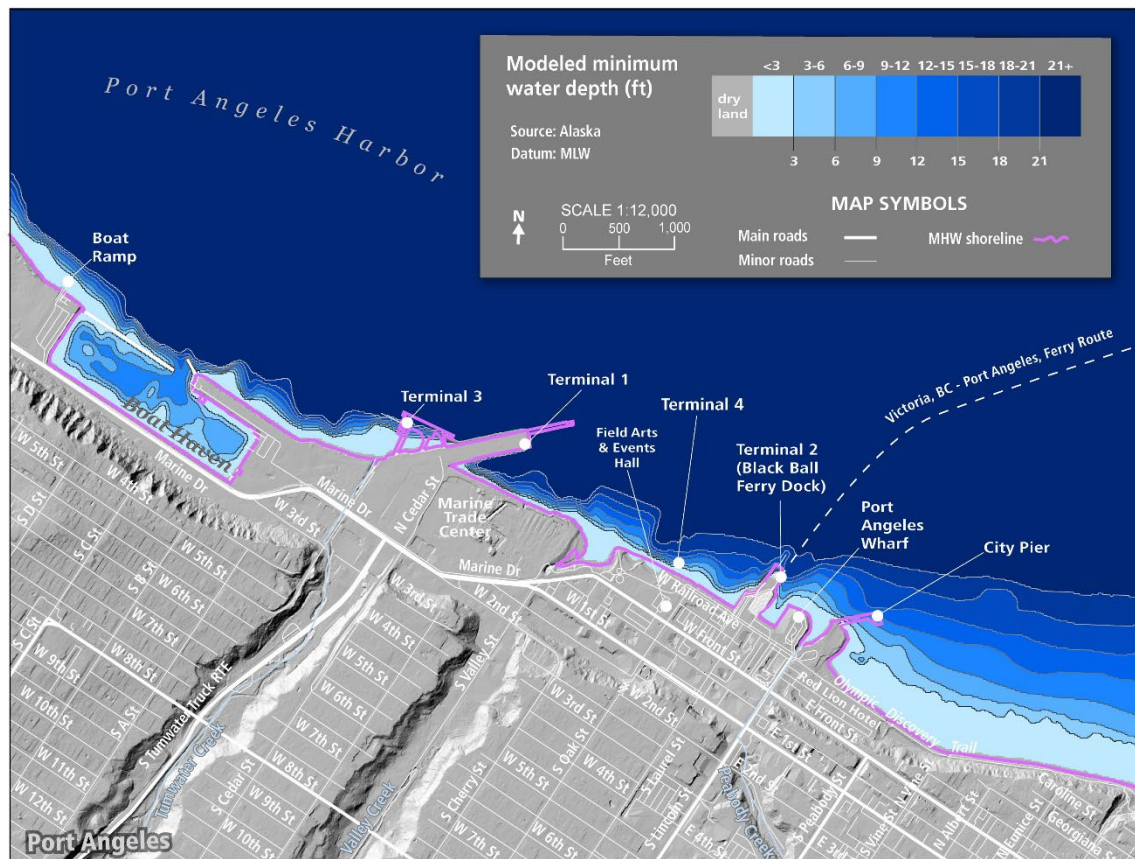 Port Angeles Harbor
Modeled minimum
water depth (ft)
Source: Alaska
Datum: MLW
<3 3-6 6-9 9-12 12-15 15-18 18-21 21+
dry
land
3 6 9 12 15 18 21
N
SCALE 1:12,000
0 500 1,000
Feet
MAP SYMBOLS
Main roads
Minor roads
MHW shoreline
Boat
Ramp
Boat Haven
Terminal 3
Terminal 1
Terminal 4
Field Arts
& Events
Hall
Terminal 2
(Black Ball
Ferry Dock)
Victoria, BC - Port Angeles, Ferry Route
Port
Angeles
Wharf
City Pier
Marine
Trade
Center
Marine Dr
Marine Dr
Marine Dr
N Cedar St
W 3rd St
W 5th St
W 4th St
S D St
S C St
W 5th St
S B St
W 6th St
W 7th St
S C St
W 8th St
W 9th St
W 10th St
S A St
W 11th St
W 12th St
S Tumwater Truck RTE
Tumwater Creek
W 3rd St
W 4th St
W 5th St
W 6th St
W 7th St
W 8th St
S Cedar St
W 9th St
W 10th St
Valley Creek
S Valley St
S Cherry St
W 2nd St
W 1st St
W Railroad Ave
W Front St
W 3rd St
W 2nd St
S Oak St
W 4th St
W 5th St
W 6th St
W 7th St
S Laurel St
S Lincoln St
E 4th St
E 1st St
E 2nd St
Peabody Creek
S Peabody St
E 3rd St
S Vine St
N Vine St
N Albert St
N Eunice St
Red Lion Hotel
E Front St
Olympic Discovery Trail
Caroline St
Georgiana St
Port Angeles